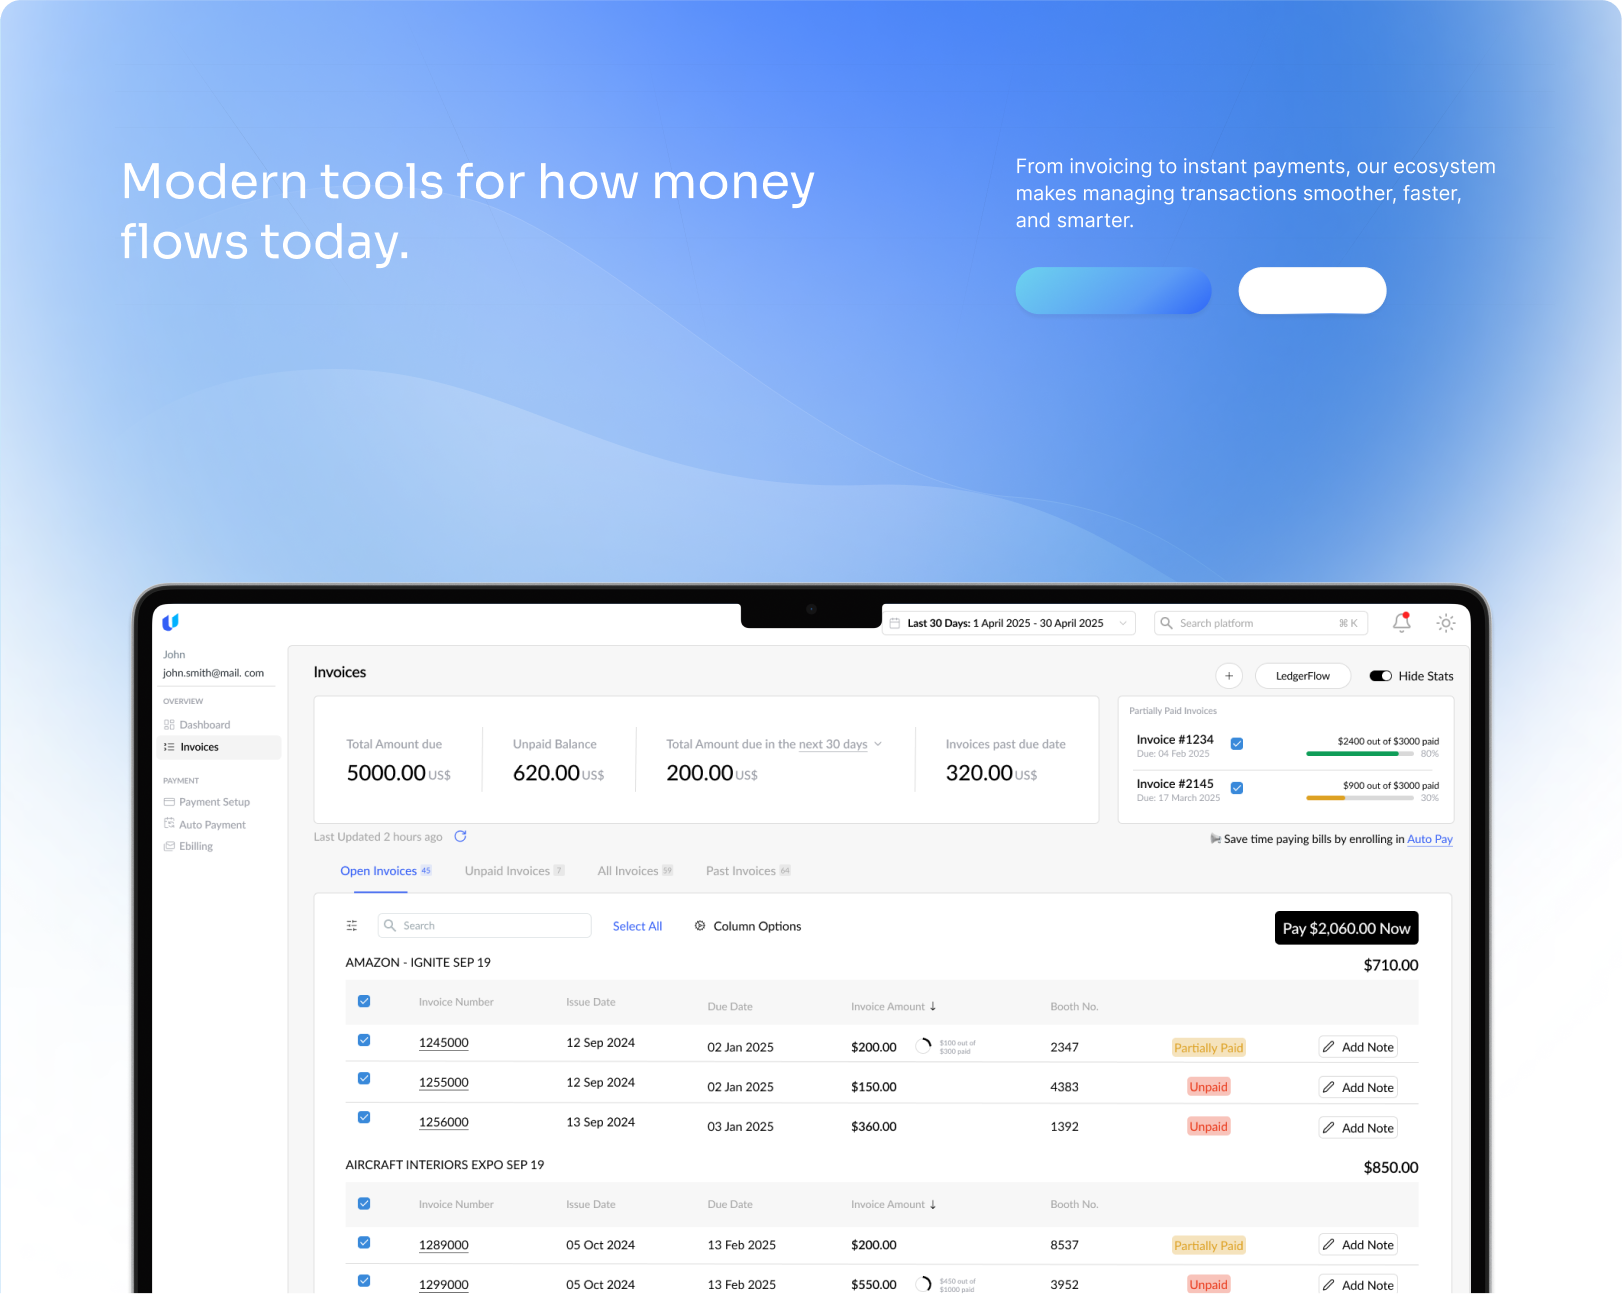 Modern tools for how money
flows today.
From invoicing to instant payments, our ecosystem
makes managing transactions smoother, faster,
and smarter.
Last 30 Days: 1 April 2025 - 30 April 2025
Search platform ⌘ K
John
john.smith@mail. com
OVERVIEW
Dashboard
Invoices
PAYMENT
Payment Setup
Auto Payment
Ebilling
Invoices
+ LedgerFlow Hide Stats
Total Amount due
5000.00 US$
Unpaid Balance
620.00 US$
Total Amount due in the next 30 days
200.00 US$
Invoices past due date
320.00 US$
Partially Paid Invoices
Invoice #1234
Due: 04 Feb 2025
$2400 out of $3000 paid
80%
Invoice #2145
Due: 17 March 2025
$900 out of $3000 paid
30%
Last Updated 2 hours ago
Save time paying bills by enrolling in Auto Pay
Open Invoices 45 Unpaid Invoices 7 All Invoices 59 Past Invoices 64
Search Select All Column Options Pay $2,060.00 Now
AMAZON - IGNITE SEP 19 $710.00
Invoice Number Issue Date Due Date Invoice Amount ↓ Booth No.
1245000 12 Sep 2024 02 Jan 2025 $200.00 $100 out of $300 paid 2347 Partially Paid Add Note
1255000 12 Sep 2024 02 Jan 2025 $150.00 4383 Unpaid Add Note
1256000 13 Sep 2024 03 Jan 2025 $360.00 1392 Unpaid Add Note
AIRCRAFT INTERIORS EXPO SEP 19 $850.00
Invoice Number Issue Date Due Date Invoice Amount ↓ Booth No.
1289000 05 Oct 2024 13 Feb 2025 $200.00 8537 Partially Paid Add Note
1299000 05 Oct 2024 13 Feb 2025 $550.00 $450 out of $1000 paid 3952 Unpaid Add Note